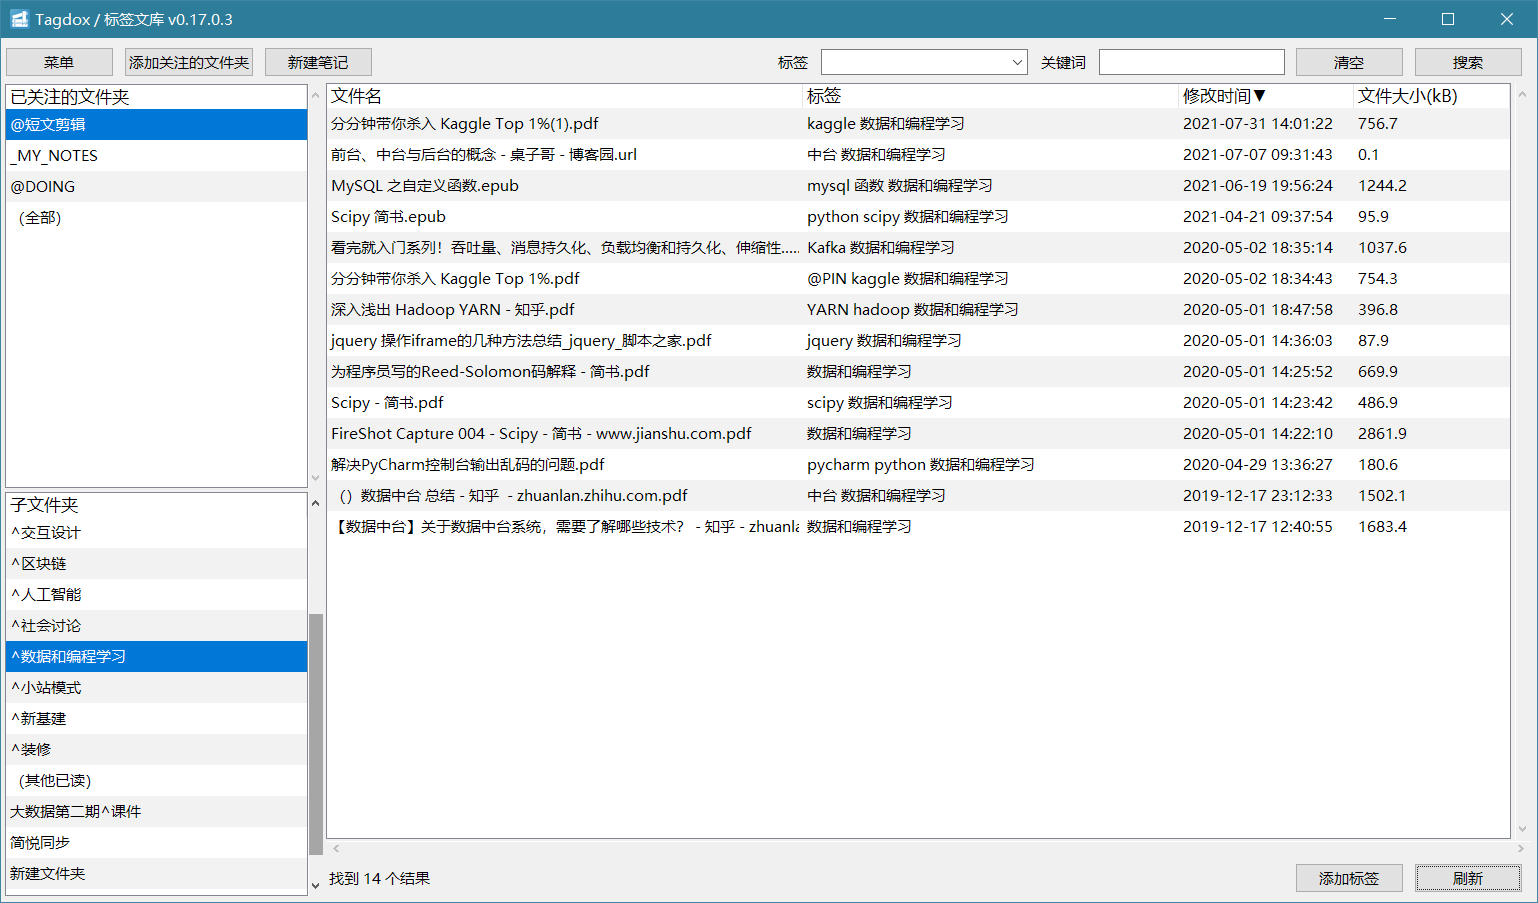 Tagdox / 标签文库 v0.17.0.3
菜单 添加关注的文件夹 新建笔记 标签 关键词 清空 搜索
已关注的文件夹
@短文剪辑
_MY_NOTES
@DOING
（全部）
子文件夹
^交互设计
^区块链
^人工智能
^社会讨论
^数据和编程学习
^小站模式
^新基建
^装修
（其他已读）
大数据第二期^课件
简悦同步
新建文件夹
文件名 标签 修改时间▼ 文件大小(kB)
分分钟带你杀入 Kaggle Top 1%(1).pdf kaggle 数据和编程学习 2021-07-31 14:01:22 756.7
前台、中台与后台的概念 - 桌子哥 - 博客园.url 中台 数据和编程学习 2021-07-07 09:31:43 0.1
MySQL 之自定义函数.epub mysql 函数 数据和编程学习 2021-06-19 19:56:24 1244.2
Scipy 简书.epub python scipy 数据和编程学习 2021-04-21 09:37:54 95.9
看完就入门系列！吞吐量、消息持久化、负载均衡和持久化、伸缩性..... Kafka 数据和编程学习 2020-05-02 18:35:14 1037.6
分分钟带你杀入 Kaggle Top 1%.pdf @PIN kaggle 数据和编程学习 2020-05-02 18:34:43 754.3
深入浅出 Hadoop YARN - 知乎.pdf YARN hadoop 数据和编程学习 2020-05-01 18:47:58 396.8
jquery 操作iframe的几种方法总结_jquery_脚本之家.pdf jquery 数据和编程学习 2020-05-01 14:36:03 87.9
为程序员写的Reed-Solomon码解释 - 简书.pdf 数据和编程学习 2020-05-01 14:25:52 669.9
Scipy - 简书.pdf scipy 数据和编程学习 2020-05-01 14:23:42 486.9
FireShot Capture 004 - Scipy - 简书 - www.jianshu.com.pdf 数据和编程学习 2020-05-01 14:22:10 2861.9
解决PyCharm控制台输出乱码的问题.pdf pycharm python 数据和编程学习 2020-04-29 13:36:27 180.6
（）数据中台 总结 - 知乎 - zhuanlan.zhihu.com.pdf 中台 数据和编程学习 2019-12-17 23:12:33 1502.1
【数据中台】关于数据中台系统，需要了解哪些技术？ - 知乎 - zhuanla 数据和编程学习 2019-12-17 12:40:55 1683.4
找到 14 个结果 添加标签 刷新